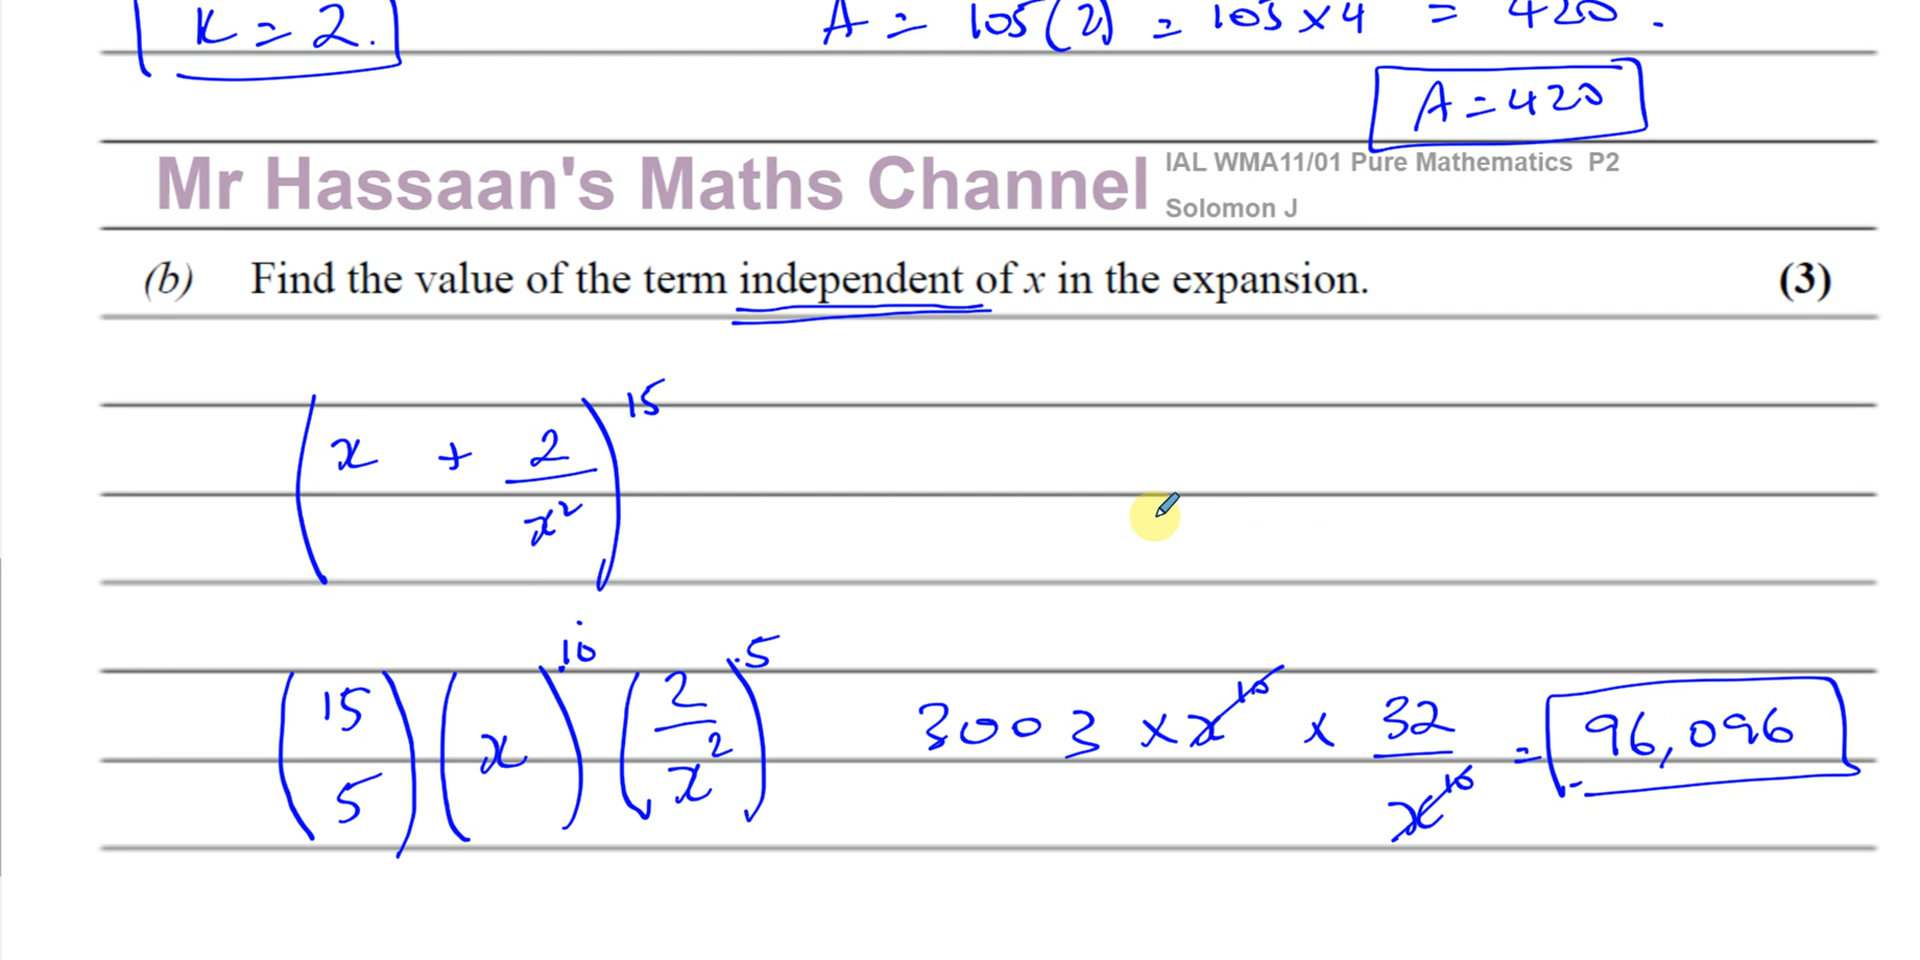 K = 2.
A = 105(2)² = 105 × 4 = 420.
A = 420
Mr Hassaan's Maths Channel
IAL WMA11/01 Pure Mathematics P2
Solomon J
(b) Find the value of the term independent of x in the expansion. (3)
(x + 2/x²)^15
(15 5)(x)^10 (2/x²)^5 3003 × x^10 × 32/x^10 = 96,096